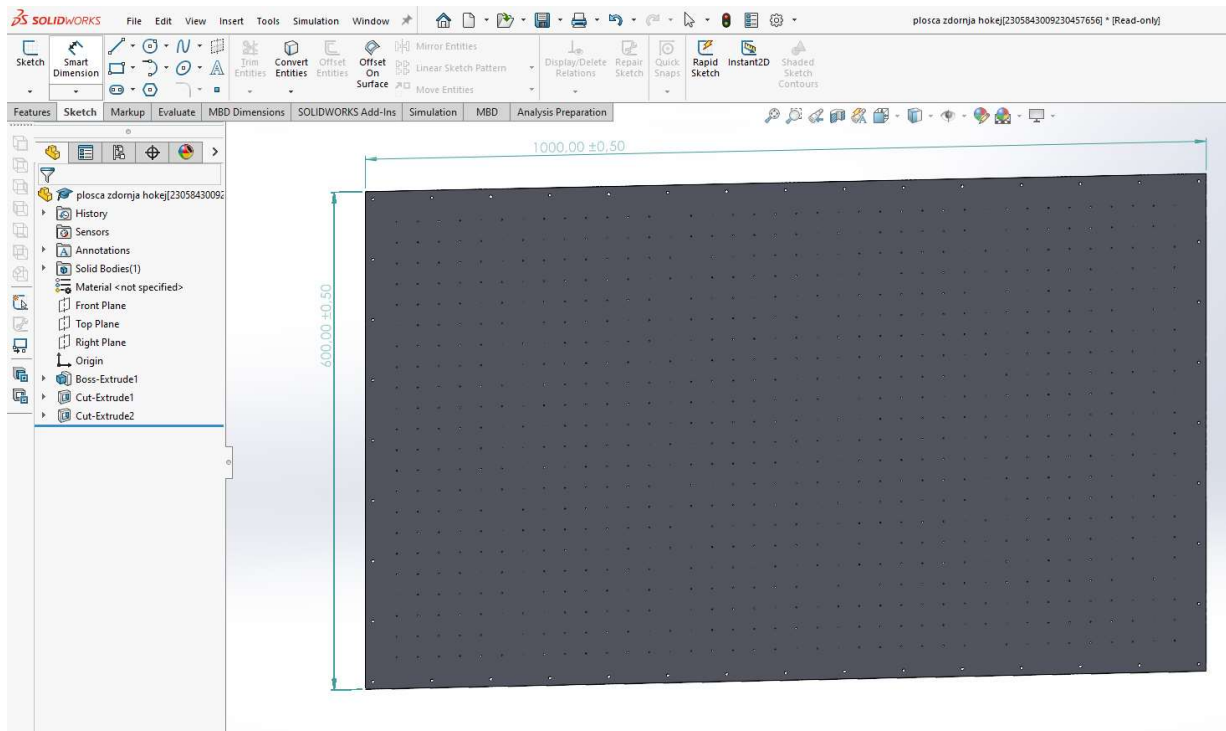 SOLIDWORKS File Edit View Insert Tools Simulation Window
plosca zdornja hokej[2305843009230457656] * [Read-only]
Sketch
Smart Dimension
Trim Entities
Convert Entities
Offset Entities
Offset On Surface
Mirror Entities
Linear Sketch Pattern
Move Entities
Display/Delete Relations
Repair Sketch
Quick Snaps
Rapid Sketch
Instant2D
Shaded Sketch Contours
Features Sketch Markup Evaluate MBD Dimensions SOLIDWORKS Add-Ins Simulation MBD Analysis Preparation
plosca zdornja hokej[23058430092
History
Sensors
Annotations
Solid Bodies(1)
Material <not specified>
Front Plane
Top Plane
Right Plane
Origin
Boss-Extrude1
Cut-Extrude1
Cut-Extrude2
1000.00 ±0.50
600.00 ±0.50